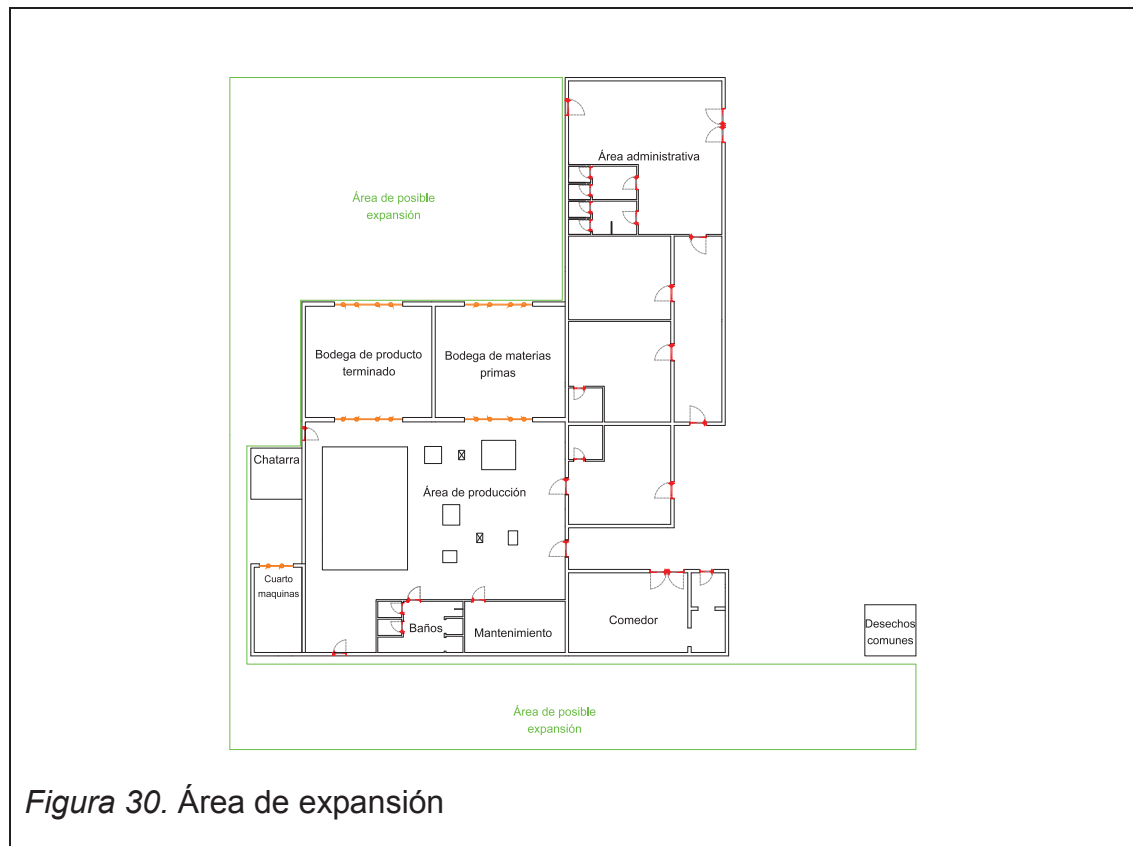 Área administrativa
Área de posible
expansión
Bodega de producto
terminado
Bodega de materias
primas
Chatarra
Área de producción
Cuarto
maquinas
Baños
Mantenimiento
Comedor
Desechos
comunes
Área de posible
expansión
Figura 30. Área de expansión